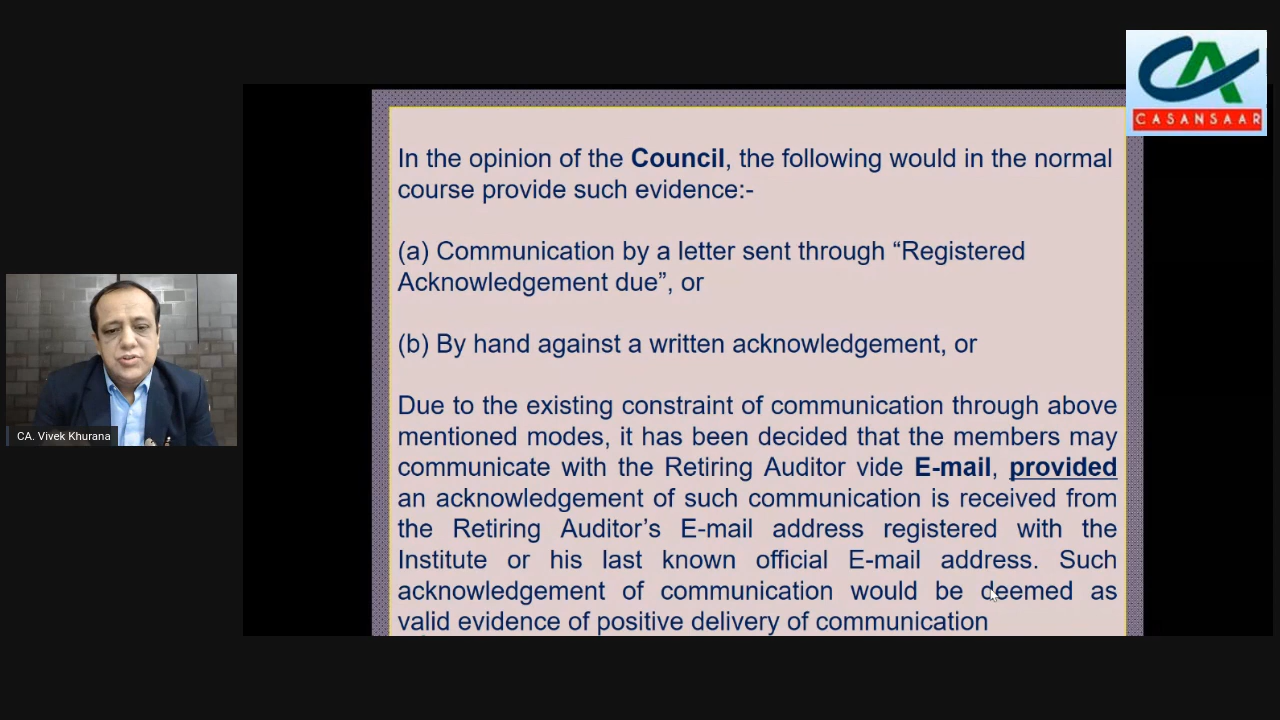 CASANSAAR
In the opinion of the Council, the following would in the normal
course provide such evidence:-
(a) Communication by a letter sent through “Registered
Acknowledgement due”, or
(b) By hand against a written acknowledgement, or
Due to the existing constraint of communication through above
mentioned modes, it has been decided that the members may
communicate with the Retiring Auditor vide E-mail, provided
an acknowledgement of such communication is received from
the Retiring Auditor’s E-mail address registered with the
Institute or his last known official E-mail address. Such
acknowledgement of communication would be deemed as
valid evidence of positive delivery of communication
CA. Vivek Khurana